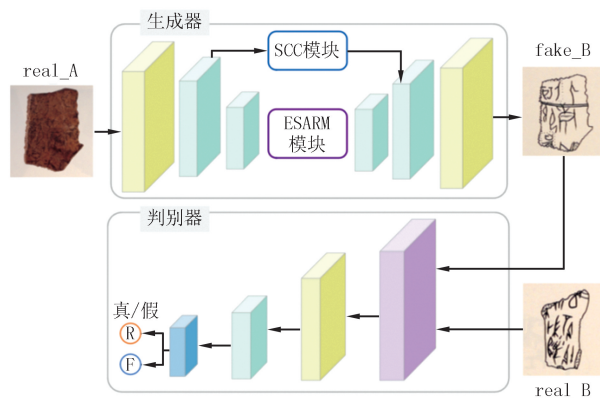 生成器
real_A
SCC模块
ESARM
模块
fake_B
判别器
真/假
R
F
real_B